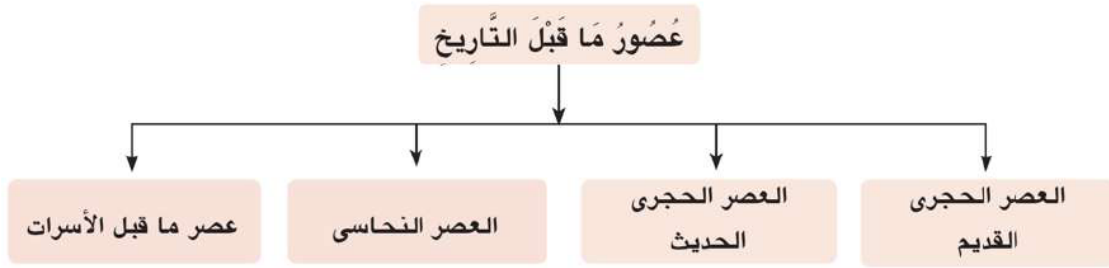 عُصُورُ مَا قَبْلَ التَّارِيخِ
العصر الحجرى
القديم
العصر الحجرى
الحديث
العصر النحاسى
عصر ما قبل الأسرات